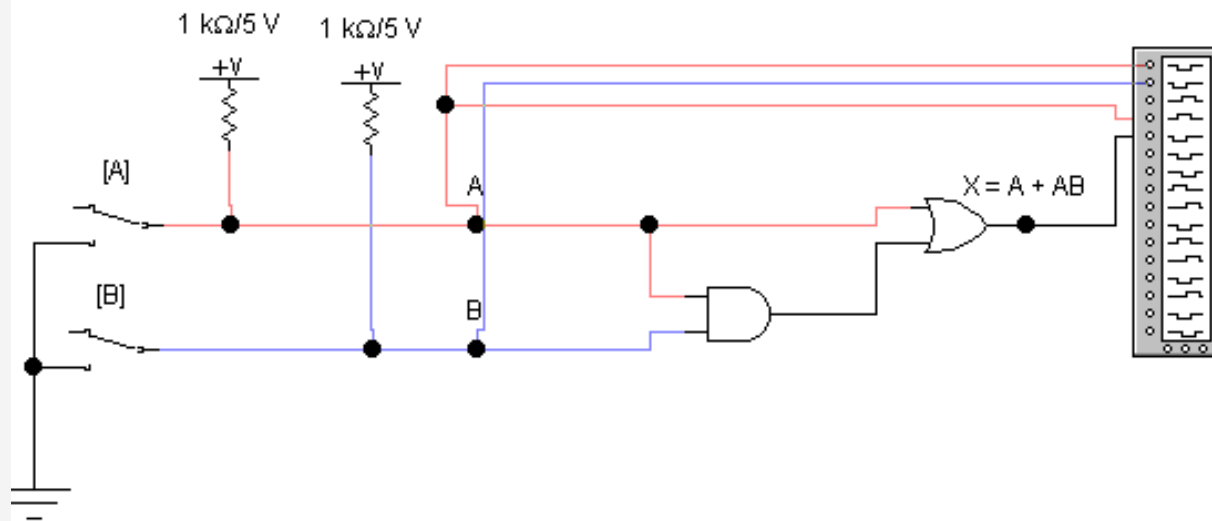 1 kΩ/5 V
1 kΩ/5 V
+V
+V
[A]
A
X = A + AB
[B]
B